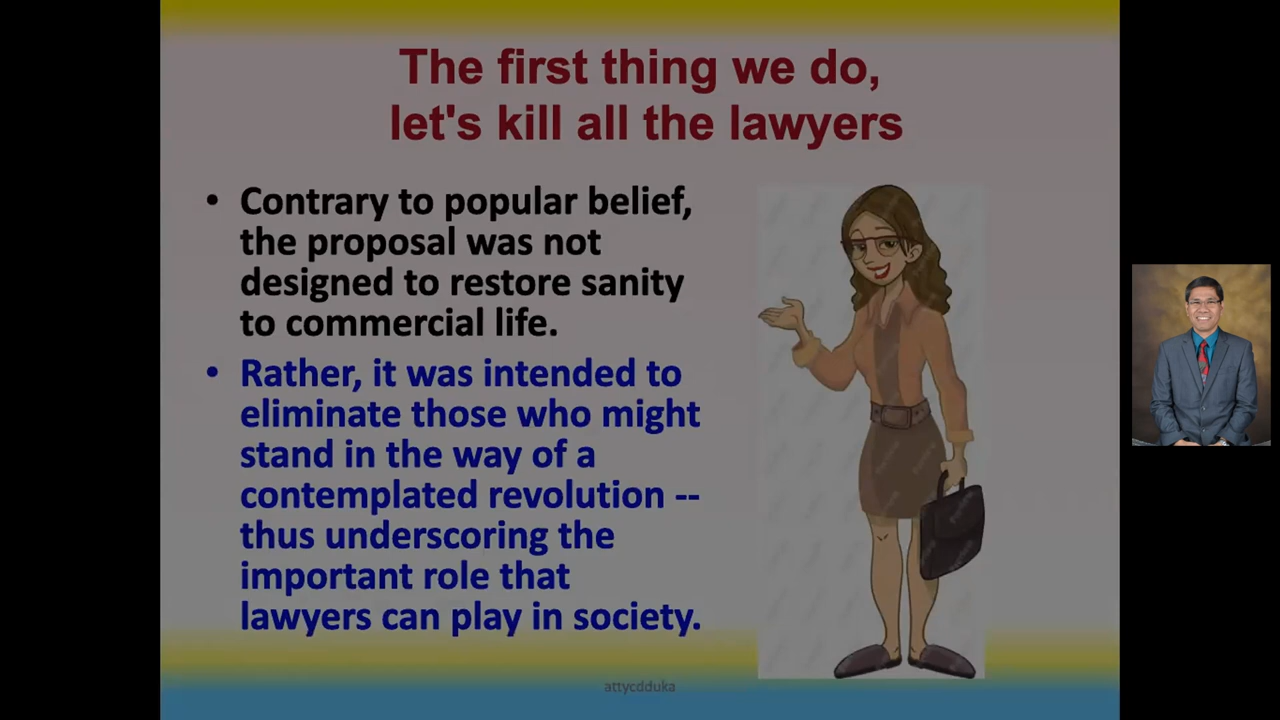 The first thing we do,
let's kill all the lawyers
• Contrary to popular belief,
the proposal was not
designed to restore sanity
to commercial life.
• Rather, it was intended to
eliminate those who might
stand in the way of a
contemplated revolution --
thus underscoring the
important role that
lawyers can play in society.
attycdduka